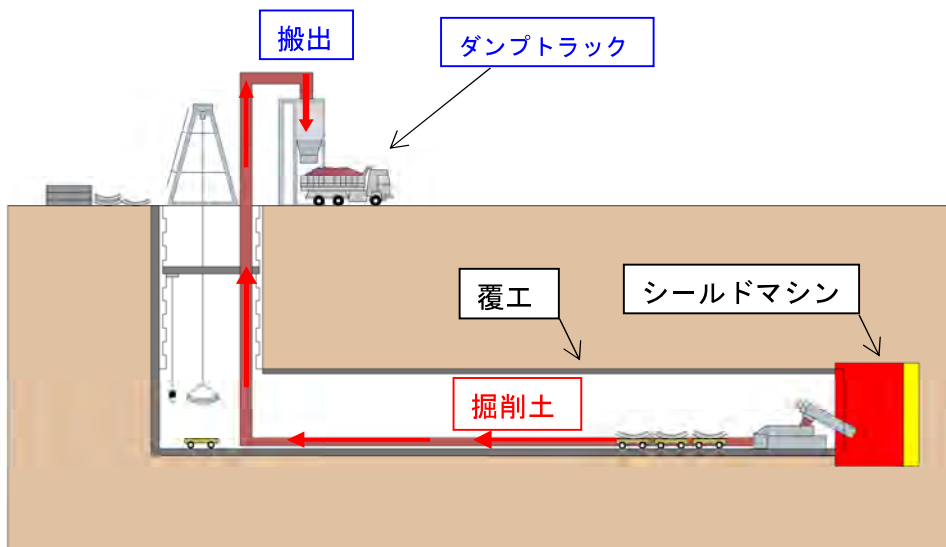 搬出
ダンプトラック
覆工
シールドマシン
掘削土